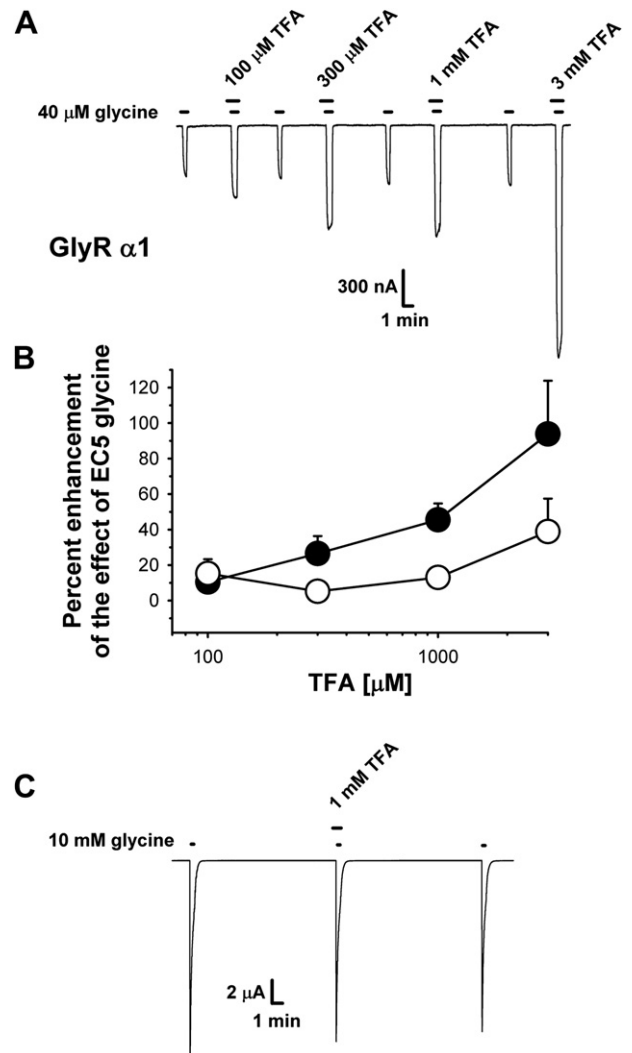 A
100 μM TFA
300 μM TFA
1 mM TFA
3 mM TFA
40 μM glycine
GlyR α1
300 nA
1 min
B
Percent enhancement
of the effect of EC5 glycine
120
100
80
60
40
20
0
100
1000
TFA [μM]
C
1 mM TFA
10 mM glycine
2 μA
1 min